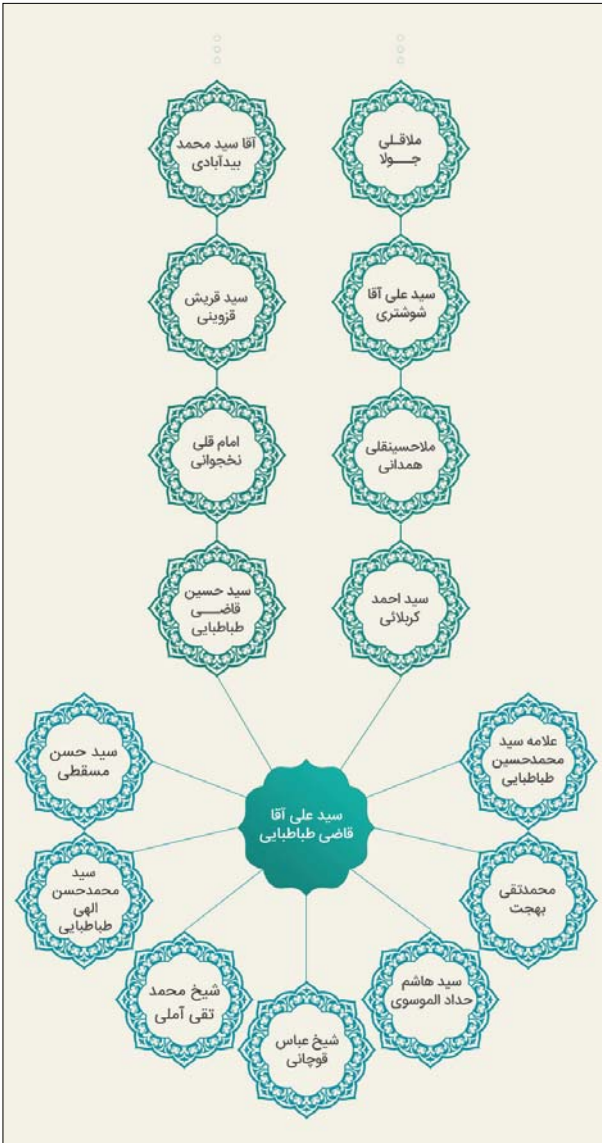 ملاقلی
جولا
آقا سید محمد
بیدآبادی
سید علی آقا
شوشتری
سید قریش
قزوینی
ملاحسینقلی
همدانی
امام قلی
نخجوانی
سید احمد
کربلائی
سید حسین
قاضی
طباطبایی
سید علی آقا
قاضی طباطبایی
علامه سید
محمدحسین
طباطبایی
سید حسن
مسقطی
محمدتقی
بهجت
سید
محمدحسن
الهی
طباطبایی
سید هاشم
حداد الموسوی
شیخ محمد
تقی آملی
شیخ عباس
قوچانی